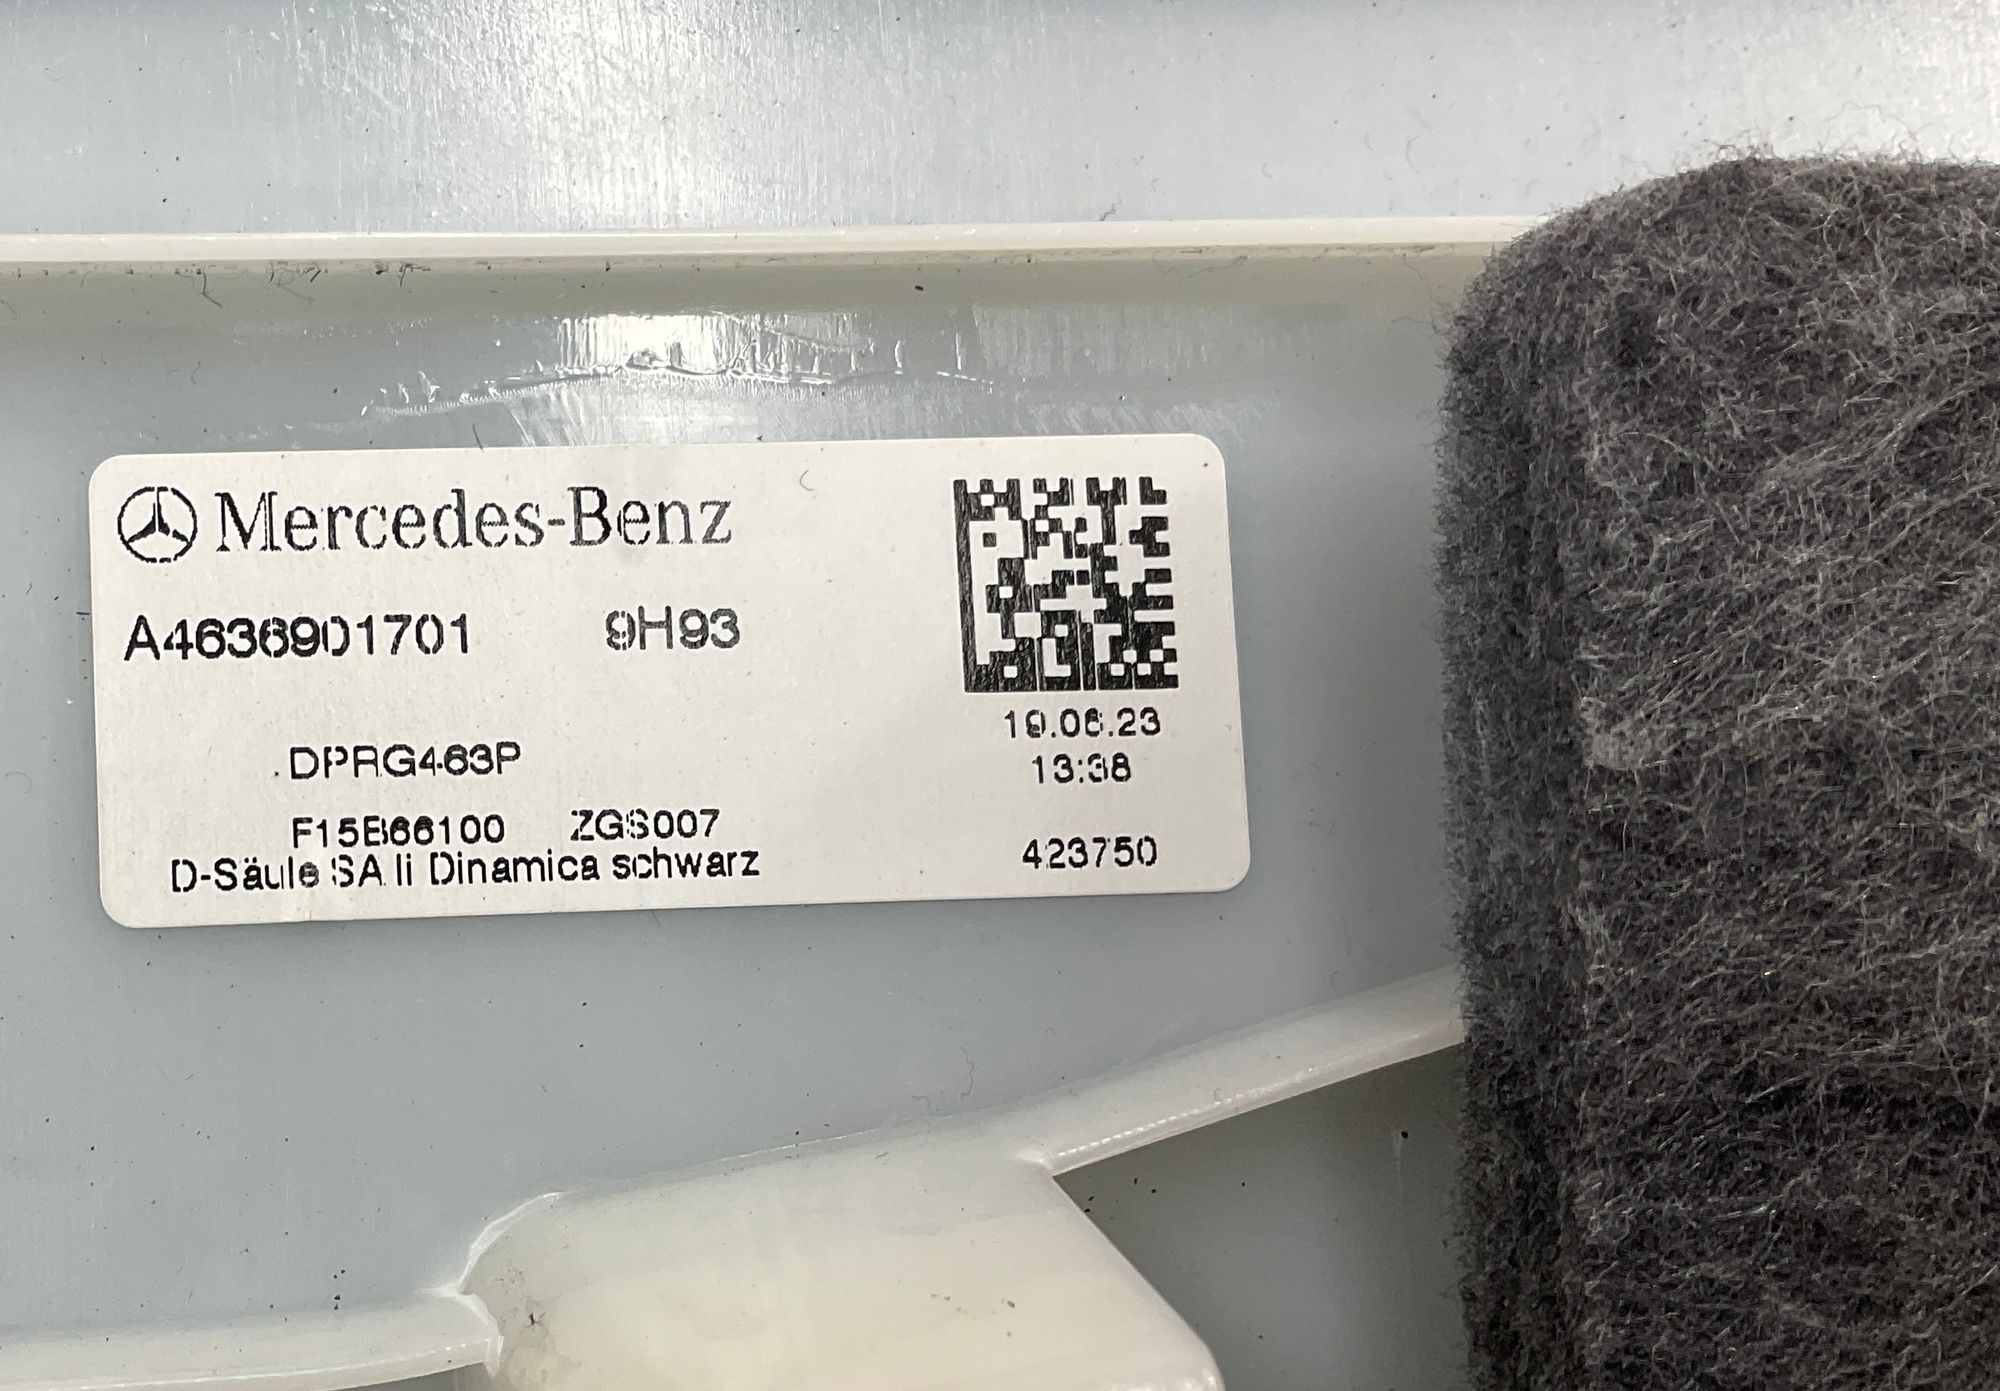 Mercedes-Benz
A4636901701 9H93
19.06.23
.DPRG463P
13:38
F15B66100 ZGS007
D-Säule SA li Dinamica schwarz
423750